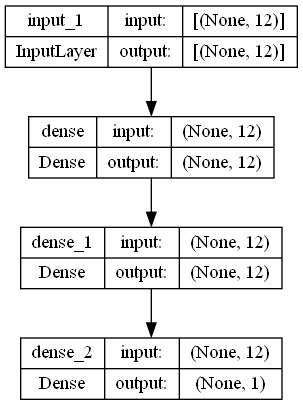 input_1 input: [(None, 12)]
InputLayer output: [(None, 12)]
dense input: (None, 12)
Dense output: (None, 12)
dense_1 input: (None, 12)
Dense output: (None, 12)
dense_2 input: (None, 12)
Dense output: (None, 1)